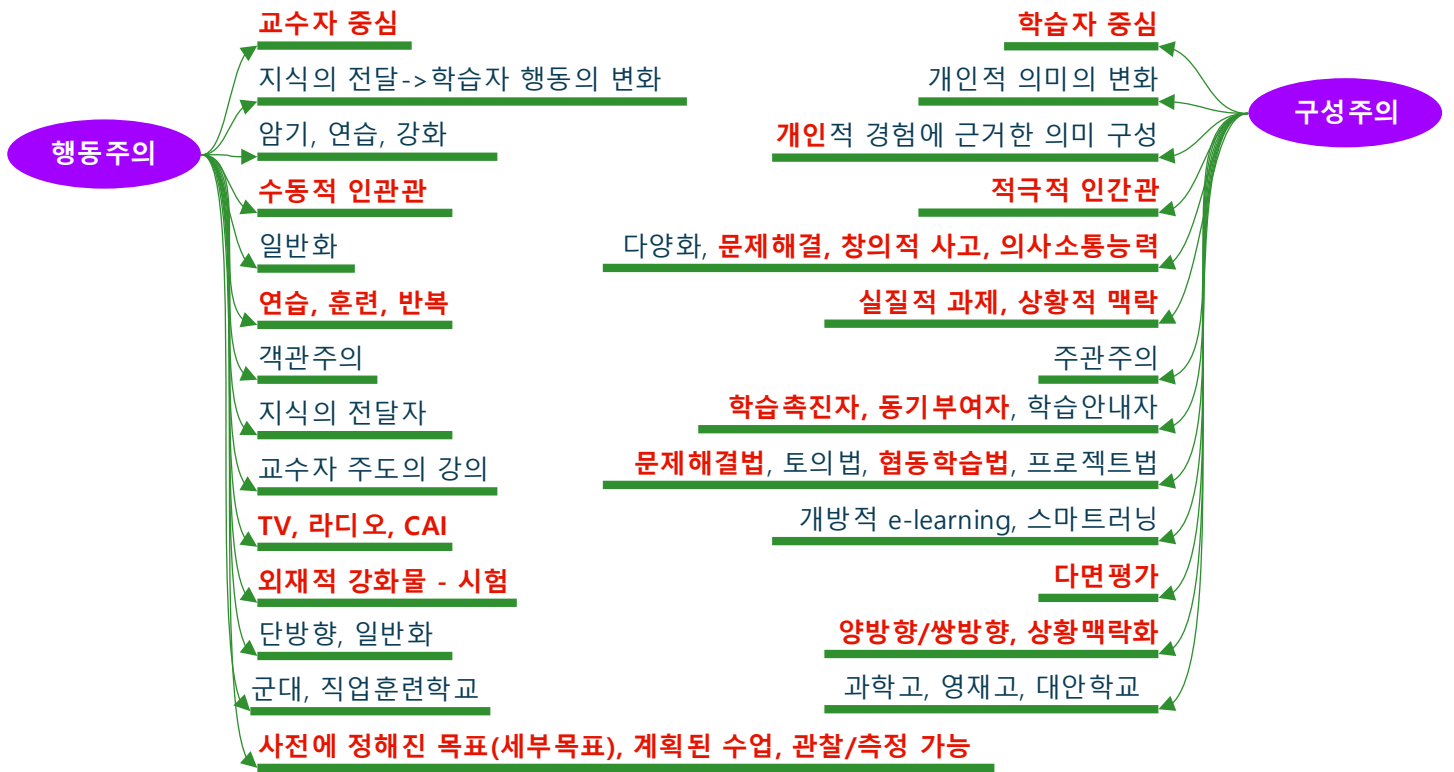 교수자 중심
지식의 전달->학습자 행동의 변화
암기, 연습, 강화
행동주의
수동적 인관관
일반화
연습, 훈련, 반복
객관주의
지식의 전달자
교수자 주도의 강의
TV, 라디오, CAI
외재적 강화물 - 시험
단방향, 일반화
군대, 직업훈련학교
사전에 정해진 목표(세부목표), 계획된 수업, 관찰/측정 가능
학습자 중심
개인적 의미의 변화
구성주의
개인적 경험에 근거한 의미 구성
적극적 인간관
다양화, 문제해결, 창의적 사고, 의사소통능력
실질적 과제, 상황적 맥락
주관주의
학습촉진자, 동기부여자, 학습안내자
문제해결법, 토의법, 협동학습법, 프로젝트법
개방적 e-learning, 스마트러닝
다면평가
양방향/쌍방향, 상황맥락화
과학고, 영재고, 대안학교